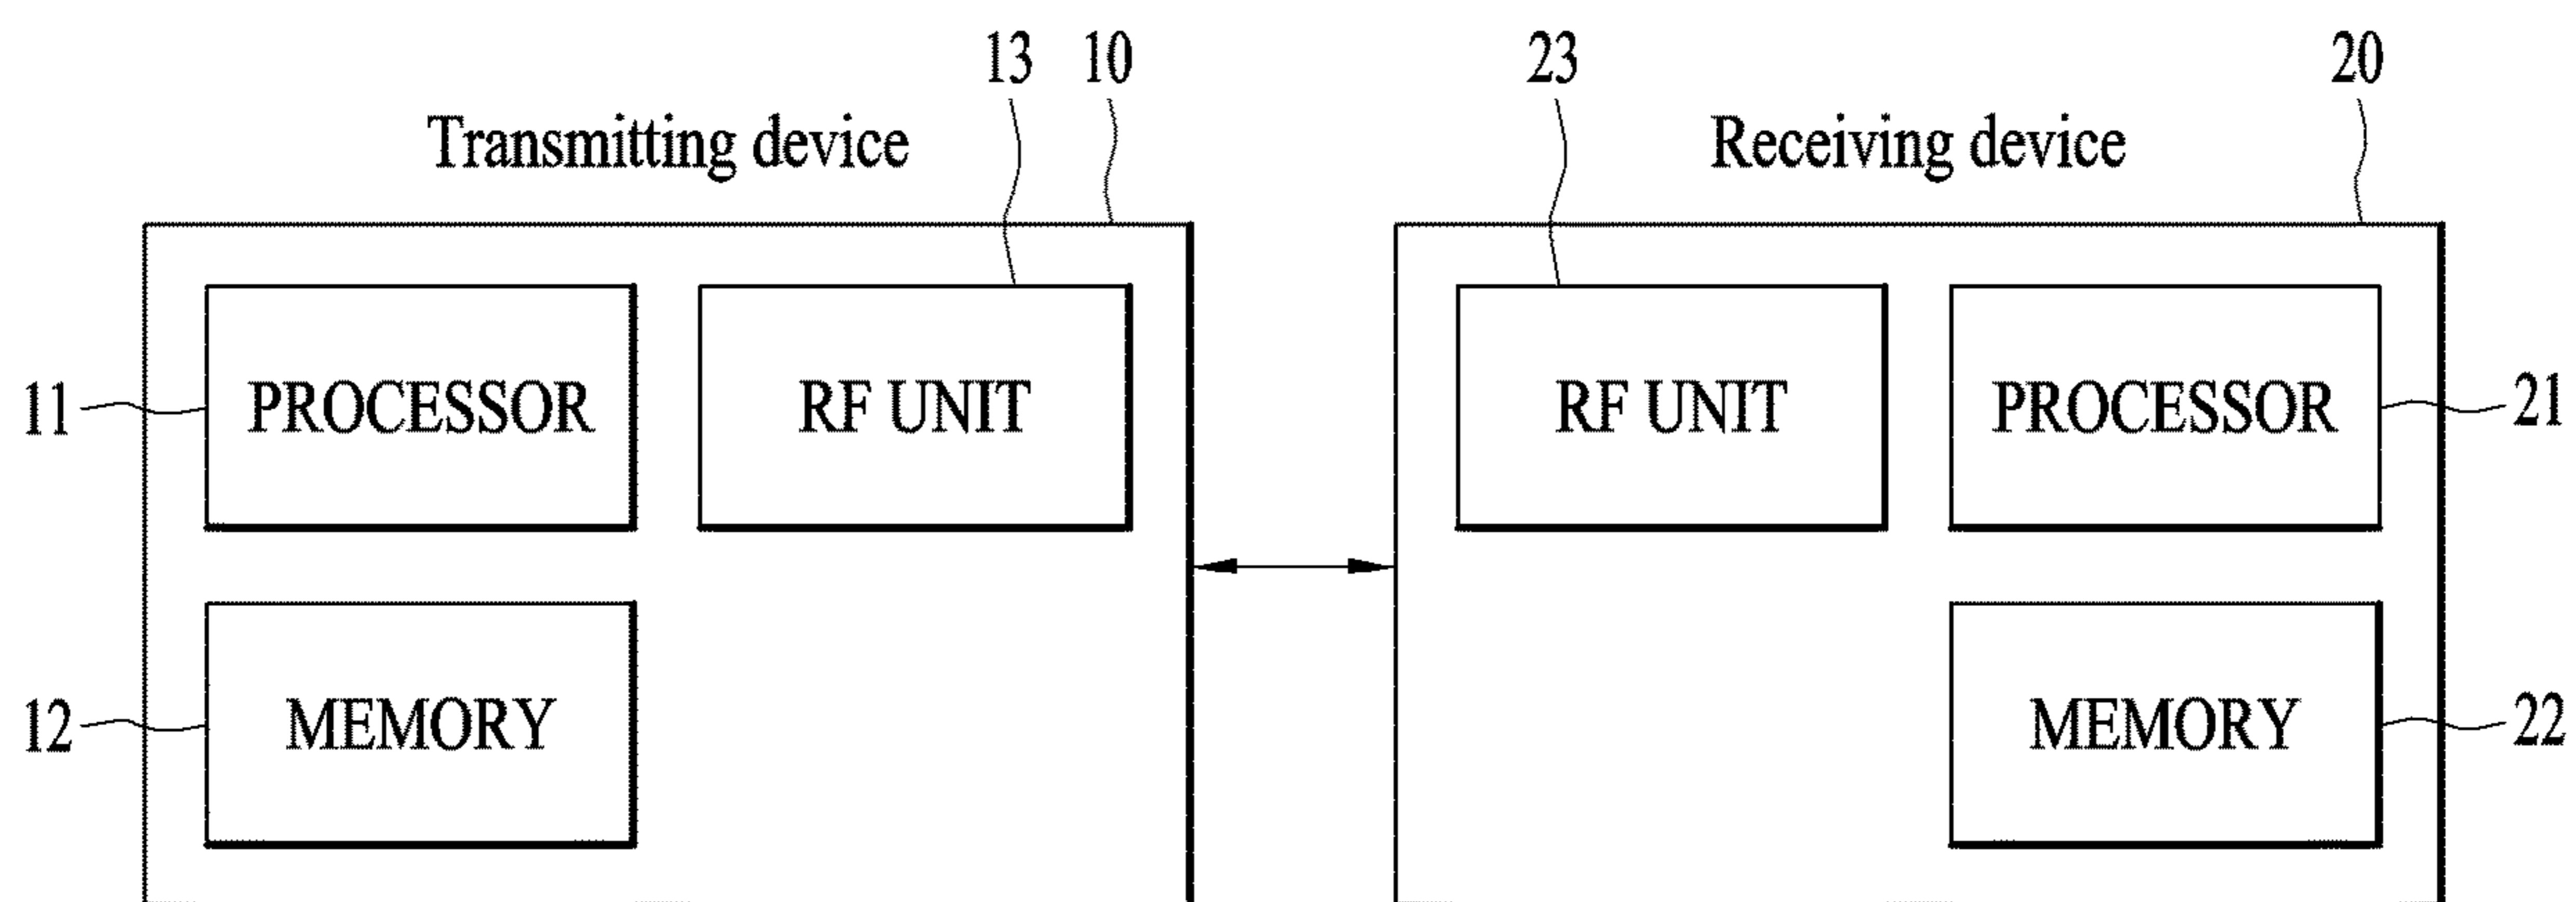 13 10 23 20
Transmitting device Receiving device
11 PROCESSOR RF UNIT RF UNIT PROCESSOR 21
12 MEMORY MEMORY 22